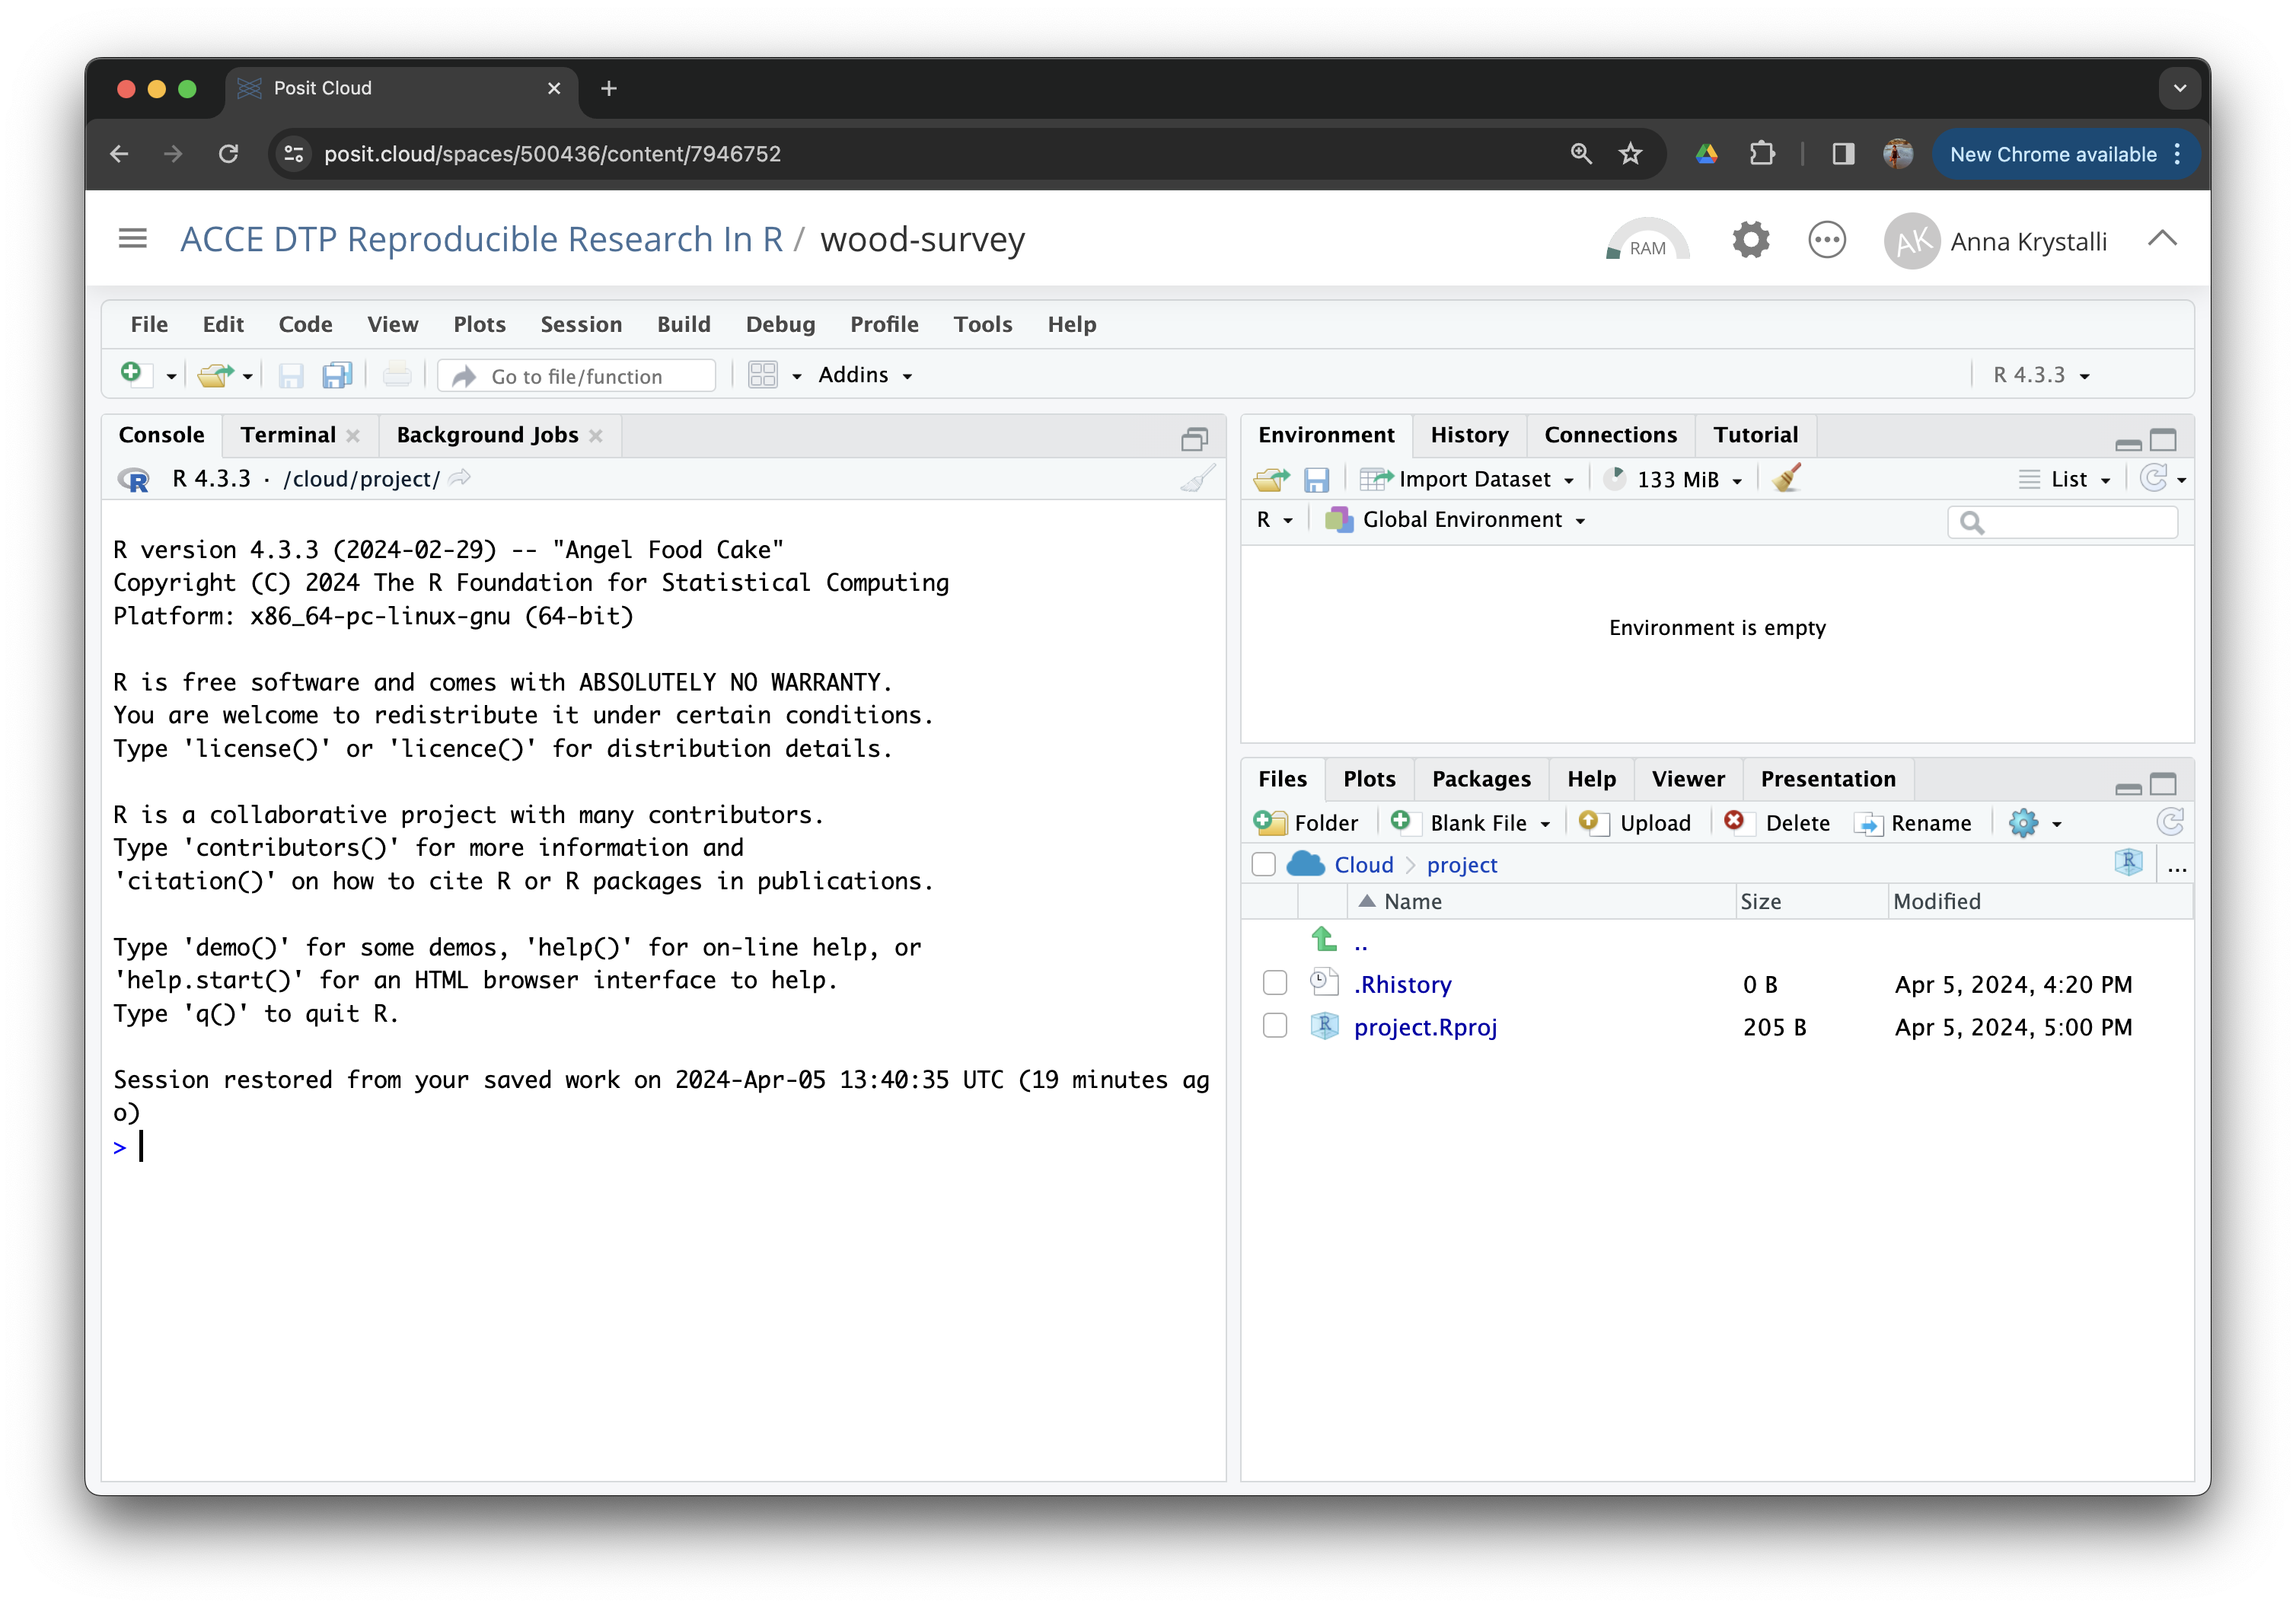 Posit Cloud
posit.cloud/spaces/500436/content/7946752
New Chrome available
ACCE DTP Reproducible Research In R / wood-survey
RAM
AK
Anna Krystalli
File Edit Code View Plots Session Build Debug Profile Tools Help
Go to file/function
Addins
R 4.3.3
Console Terminal Background Jobs
R 4.3.3 · /cloud/project/
R version 4.3.3 (2024-02-29) -- "Angel Food Cake"
Copyright (C) 2024 The R Foundation for Statistical Computing
Platform: x86_64-pc-linux-gnu (64-bit)
R is free software and comes with ABSOLUTELY NO WARRANTY.
You are welcome to redistribute it under certain conditions.
Type 'license()' or 'licence()' for distribution details.
R is a collaborative project with many contributors.
Type 'contributors()' for more information and
'citation()' on how to cite R or R packages in publications.
Type 'demo()' for some demos, 'help()' for on-line help, or
'help.start()' for an HTML browser interface to help.
Type 'q()' to quit R.
Session restored from your saved work on 2024-Apr-05 13:40:35 UTC (19 minutes ag
o)
>
Environment History Connections Tutorial
Import Dataset 133 MiB List
R Global Environment
Environment is empty
Files Plots Packages Help Viewer Presentation
Folder Blank File Upload Delete Rename
Cloud project R ...
Name Size Modified
..
.Rhistory 0 B Apr 5, 2024, 4:20 PM
R project.Rproj 205 B Apr 5, 2024, 5:00 PM